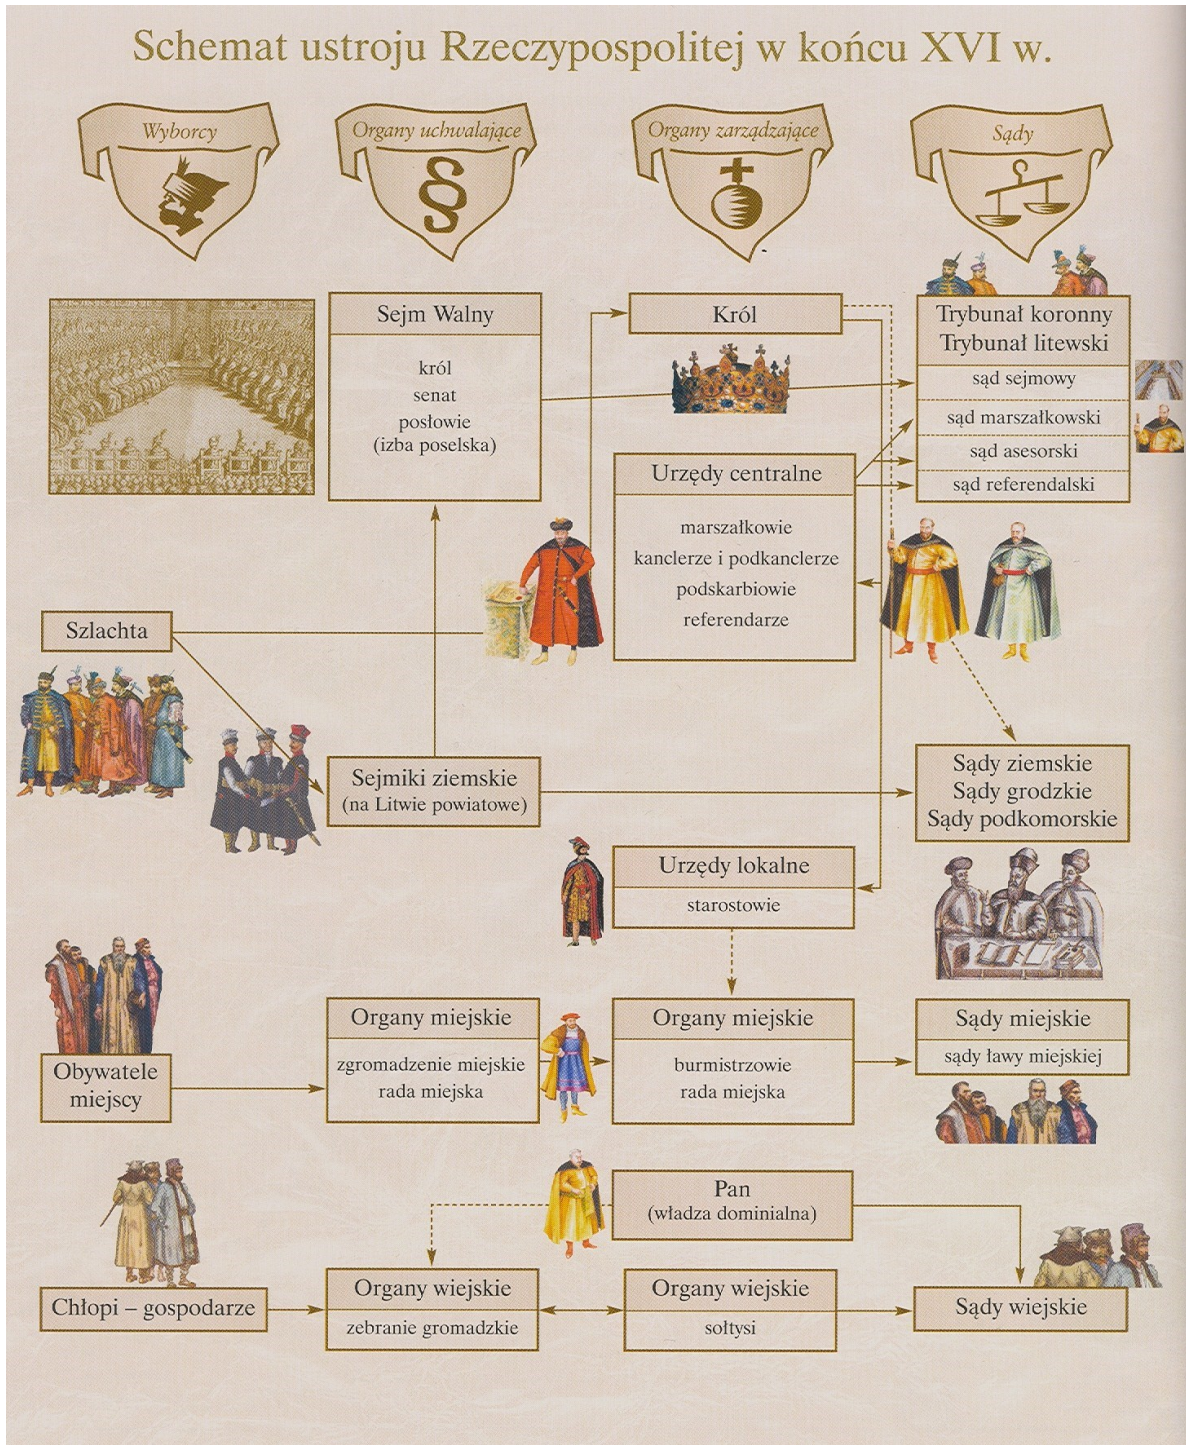 Schemat ustroju Rzeczypospolitej w końcu XVI w.
Wyborcy
Organy uchwalające
Organy zarządzające
Sądy
Sejm Walny
król
senat
posłowie
(izba poselska)
Król
Trybunał koronny
Trybunał litewski
sąd sejmowy
sąd marszałkowski
sąd asesorski
sąd referendalski
Urzędy centralne
marszałkowie
kanclerze i podkanclerze
podskarbiowie
referendarze
Szlachta
Sejmiki ziemskie
(na Litwie powiatowe)
Sądy ziemskie
Sądy grodzkie
Sądy podkomorskie
Urzędy lokalne
starostowie
Obywatele
miejscy
Organy miejskie
zgromadzenie miejskie
rada miejska
Organy miejskie
burmistrzowie
rada miejska
Sądy miejskie
sądy ławy miejskiej
Pan
(władza dominialna)
Chłopi – gospodarze
Organy wiejskie
zebranie gromadzkie
Organy wiejskie
sołtysi
Sądy wiejskie